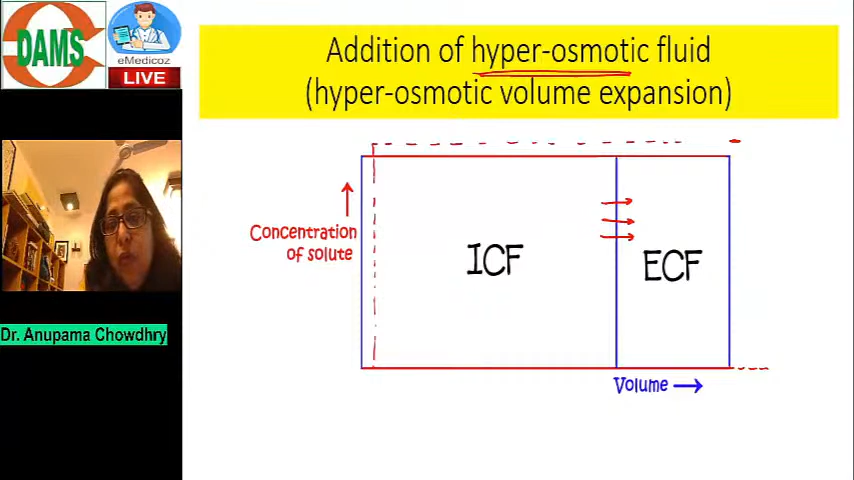 DAMS
eMedicoz
LIVE
Addition of hyper-osmotic fluid
(hyper-osmotic volume expansion)
Concentration
of solute
ICF
ECF
Volume
Dr. Anupama Chowdhry